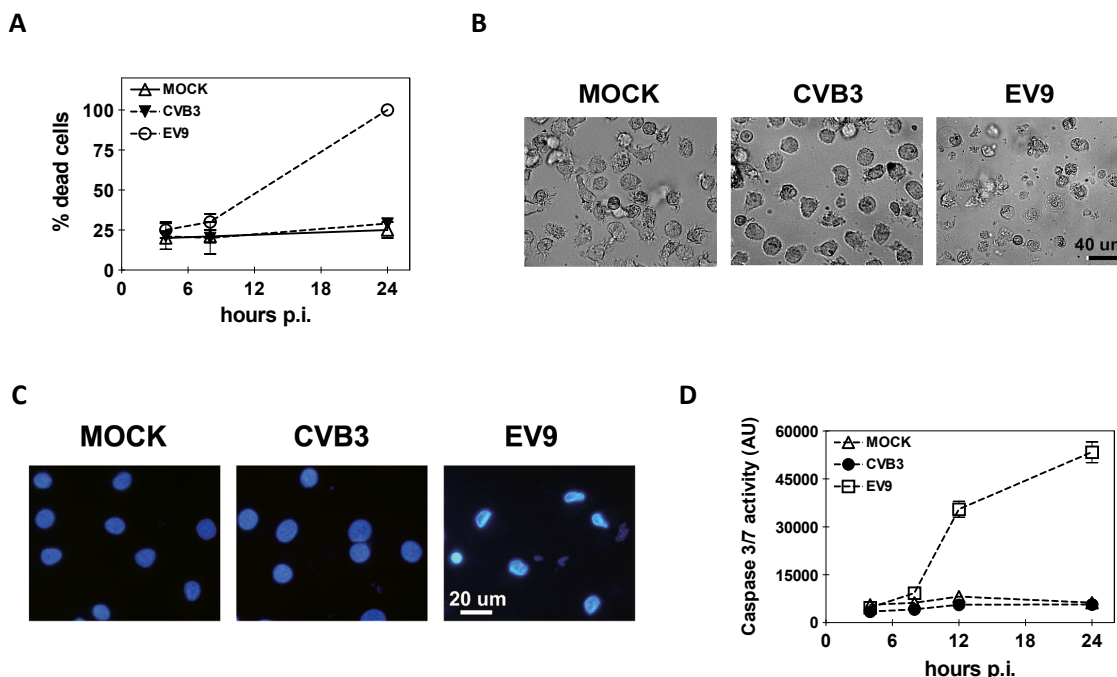 A
% dead cells
100
75
50
25
0
MOCK
CVB3
EV9
0 6 12 18 24
hours p.i.
B
MOCK CVB3 EV9
40 um
C
MOCK CVB3 EV9
20 um
D
Caspase 3/7 activity (AU)
60000
45000
30000
15000
0
MOCK
CVB3
EV9
0 6 12 18 24
hours p.i.